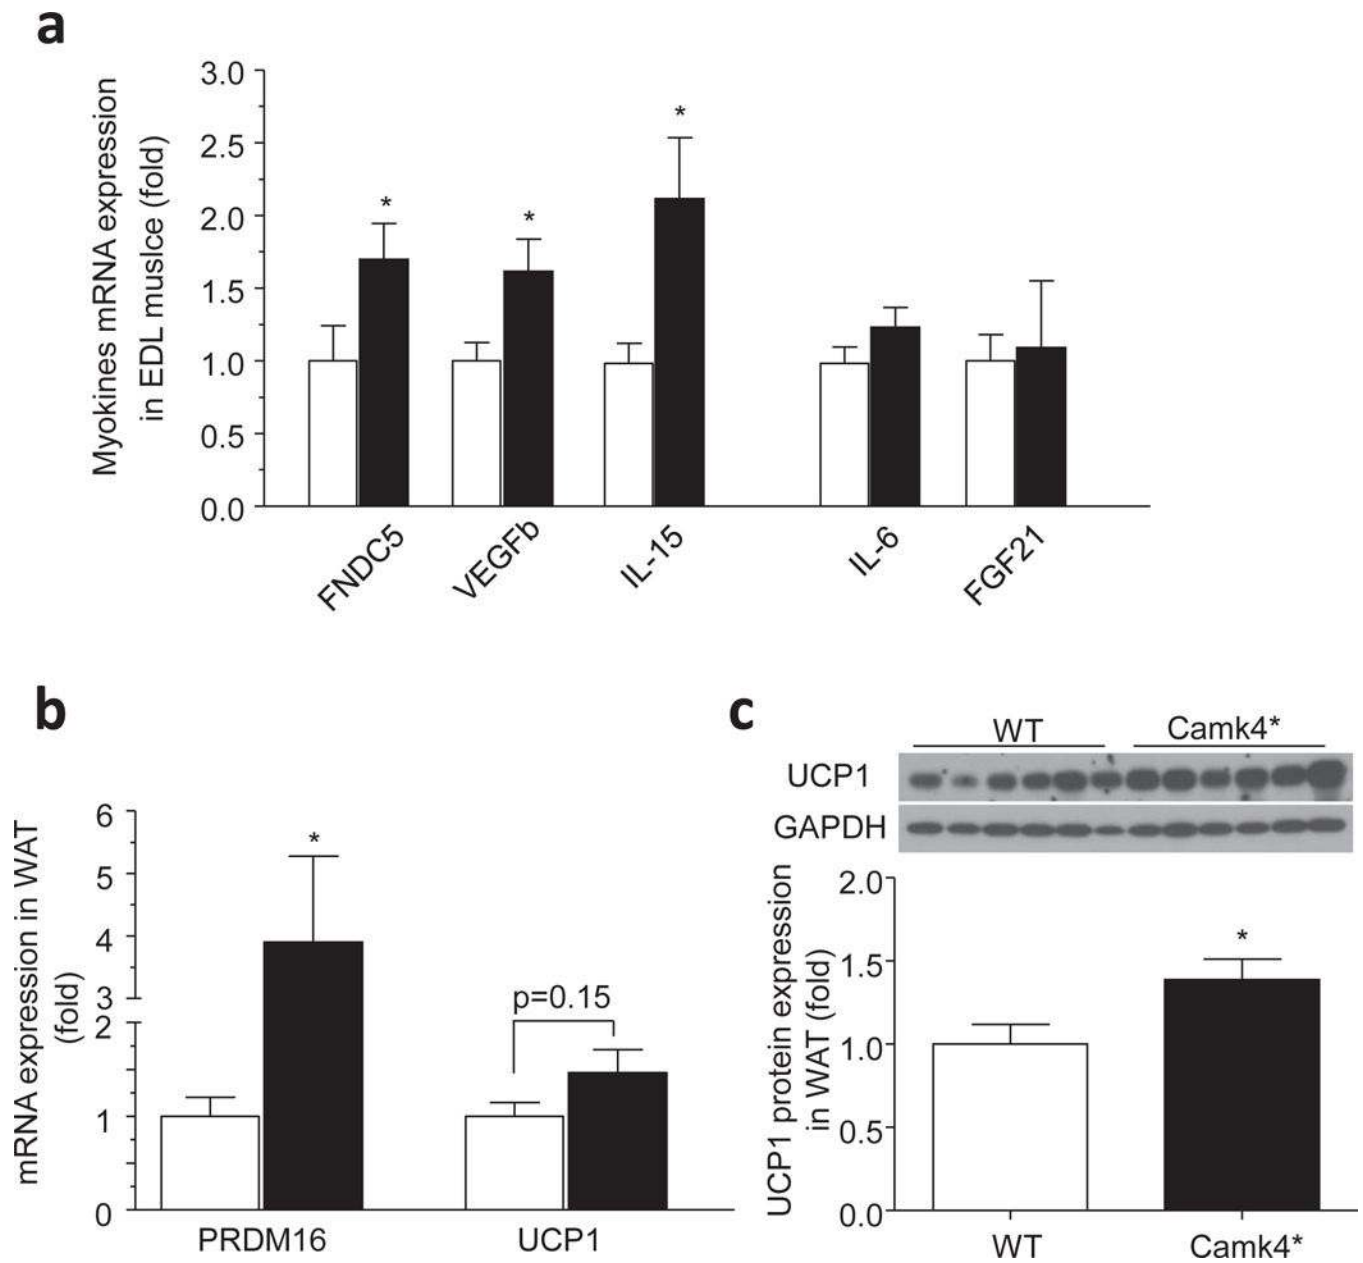 a
Myokines mRNA expression
in EDL muslce (fold)
3.0
2.5
2.0
1.5
1.0
0.5
0.0
*
*
*
FNDC5
VEGFb
IL-15
IL-6
FGF21
b
mRNA expression in WAT
(fold)
6
5
4
3
2
1
0
*
p=0.15
PRDM16
UCP1
c
WT
Camk4*
UCP1
GAPDH
UCP1 protein expression
in WAT (fold)
2.0
1.5
1.0
0.5
0.0
*
WT
Camk4*